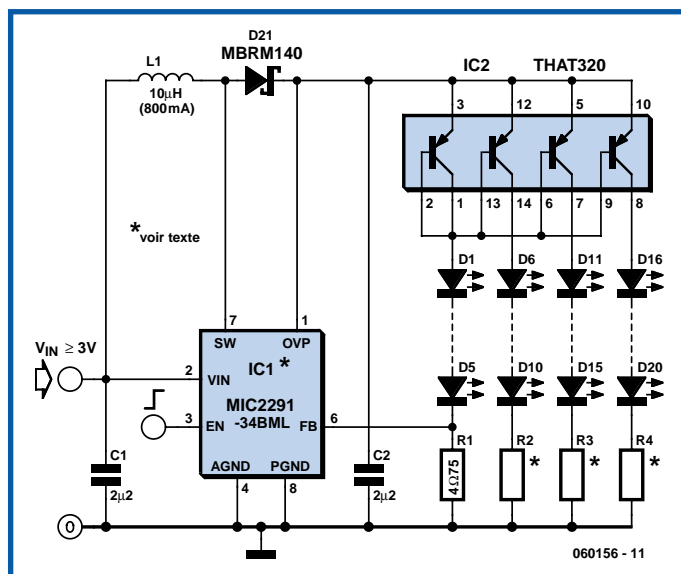 D21
MBRM140
L1
10µH
(800mA)
IC2 THAT320
3 12 5 10
2 1 13 14 6 7 9 8
*voir texte
D1 D6 D11 D16
7 1
SW OVP
VIN ≥ 3V
2 VIN
IC1 *
MIC2291
-34BML
3 EN
FB 6
AGND PGND
4 8
D5 D10 D15 D20
C1
2µ2
C2
2µ2
R1
4Ω75
R2
*
R3
*
R4
*
0
060156 - 11